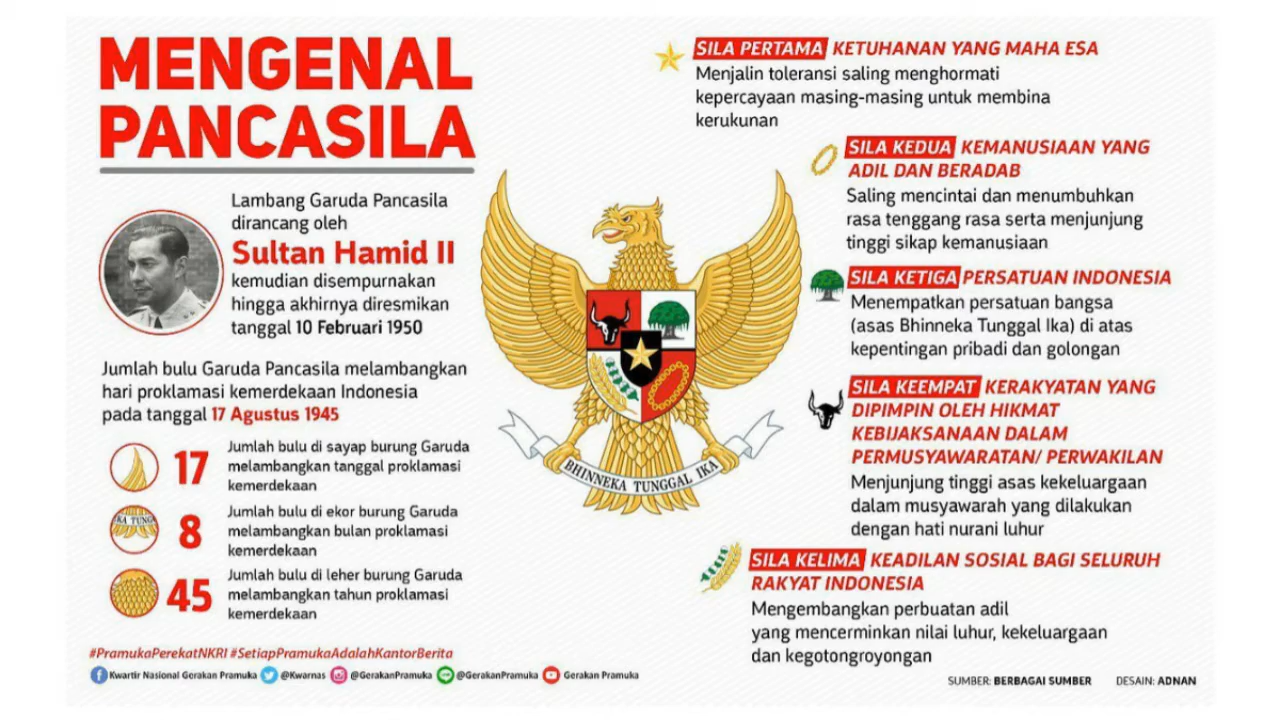 MENGENAL
PANCASILA
Lambang Garuda Pancasila
dirancang oleh
Sultan Hamid II
kemudian disempurnakan
hingga akhirnya diresmikan
tanggal 10 Februari 1950
Jumlah bulu Garuda Pancasila melambangkan
hari proklamasi kemerdekaan Indonesia
pada tanggal 17 Agustus 1945
17
Jumlah bulu di sayap burung Garuda
melambangkan tanggal proklamasi
kemerdekaan
IKA TUNGG
8
Jumlah bulu di ekor burung Garuda
melambangkan bulan proklamasi
kemerdekaan
45
Jumlah bulu di leher burung Garuda
melambangkan tahun proklamasi
kemerdekaan
#PramukaPerekatNKRI #SetiapPramukaAdalahKantorBerita
Kwartir Nasional Gerakan Pramuka @Kwarnas @GerakanPramuka @GerakanPramuka Gerakan Pramuka
BHINNEKA TUNGGAL IKA
SILA PERTAMA KETUHANAN YANG MAHA ESA
Menjalin toleransi saling menghormati
kepercayaan masing-masing untuk membina
kerukunan
SILA KEDUA KEMANUSIAAN YANG
ADIL DAN BERADAB
Saling mencintai dan menumbuhkan
rasa tenggang rasa serta menjunjung
tinggi sikap kemanusiaan
SILA KETIGA PERSATUAN INDONESIA
Menempatkan persatuan bangsa
(asas Bhinneka Tunggal Ika) di atas
kepentingan pribadi dan golongan
SILA KEEMPAT KERAKYATAN YANG
DIPIMPIN OLEH HIKMAT
KEBIJAKSANAAN DALAM
PERMUSYAWARATAN/ PERWAKILAN
Menjunjung tinggi asas kekeluargaan
dalam musyawarah yang dilakukan
dengan hati nurani luhur
SILA KELIMA KEADILAN SOSIAL BAGI SELURUH
RAKYAT INDONESIA
Mengembangkan perbuatan adil
yang mencerminkan nilai luhur, kekeluargaan
dan kegotongroyongan
SUMBER: BERBAGAI SUMBER DESAIN: ADNAN